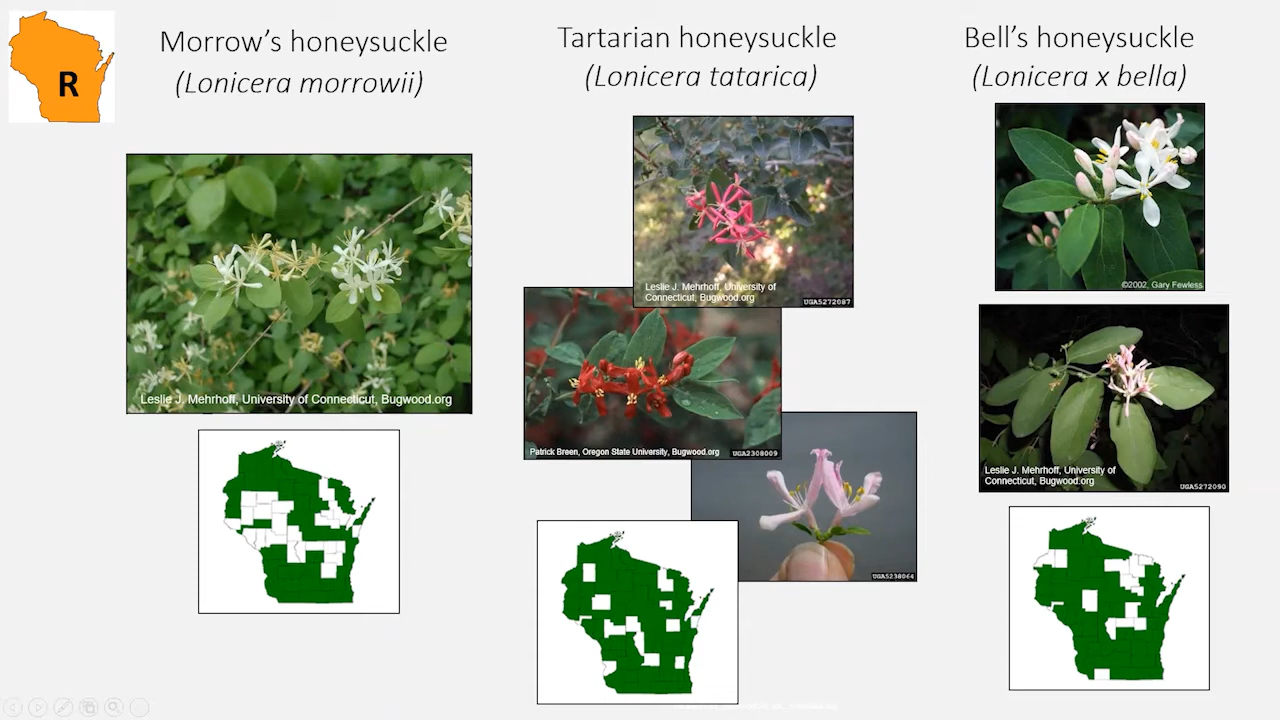 R
Morrow’s honeysuckle
(Lonicera morrowii)
Leslie J. Mehrhoff, University of Connecticut, Bugwood.org
Tartarian honeysuckle
(Lonicera tatarica)
Leslie J. Mehrhoff, University of
Connecticut, Bugwood.org
UGA5272087
Patrick Breen, Oregon State University, Bugwood.org
UGA2308009
UGA5238064
Bell’s honeysuckle
(Lonicera x bella)
©2002, Gary Fewless
Leslie J. Mehrhoff, University of
Connecticut, Bugwood.org
UGA5272090